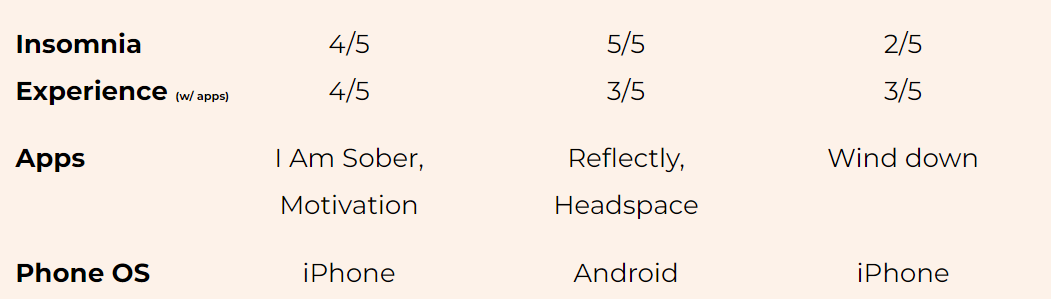 Insomnia 4/5 5/5 2/5
Experience (w/ apps) 4/5 3/5 3/5
Apps I Am Sober, Reflectly, Wind down
Motivation Headspace
Phone OS iPhone Android iPhone